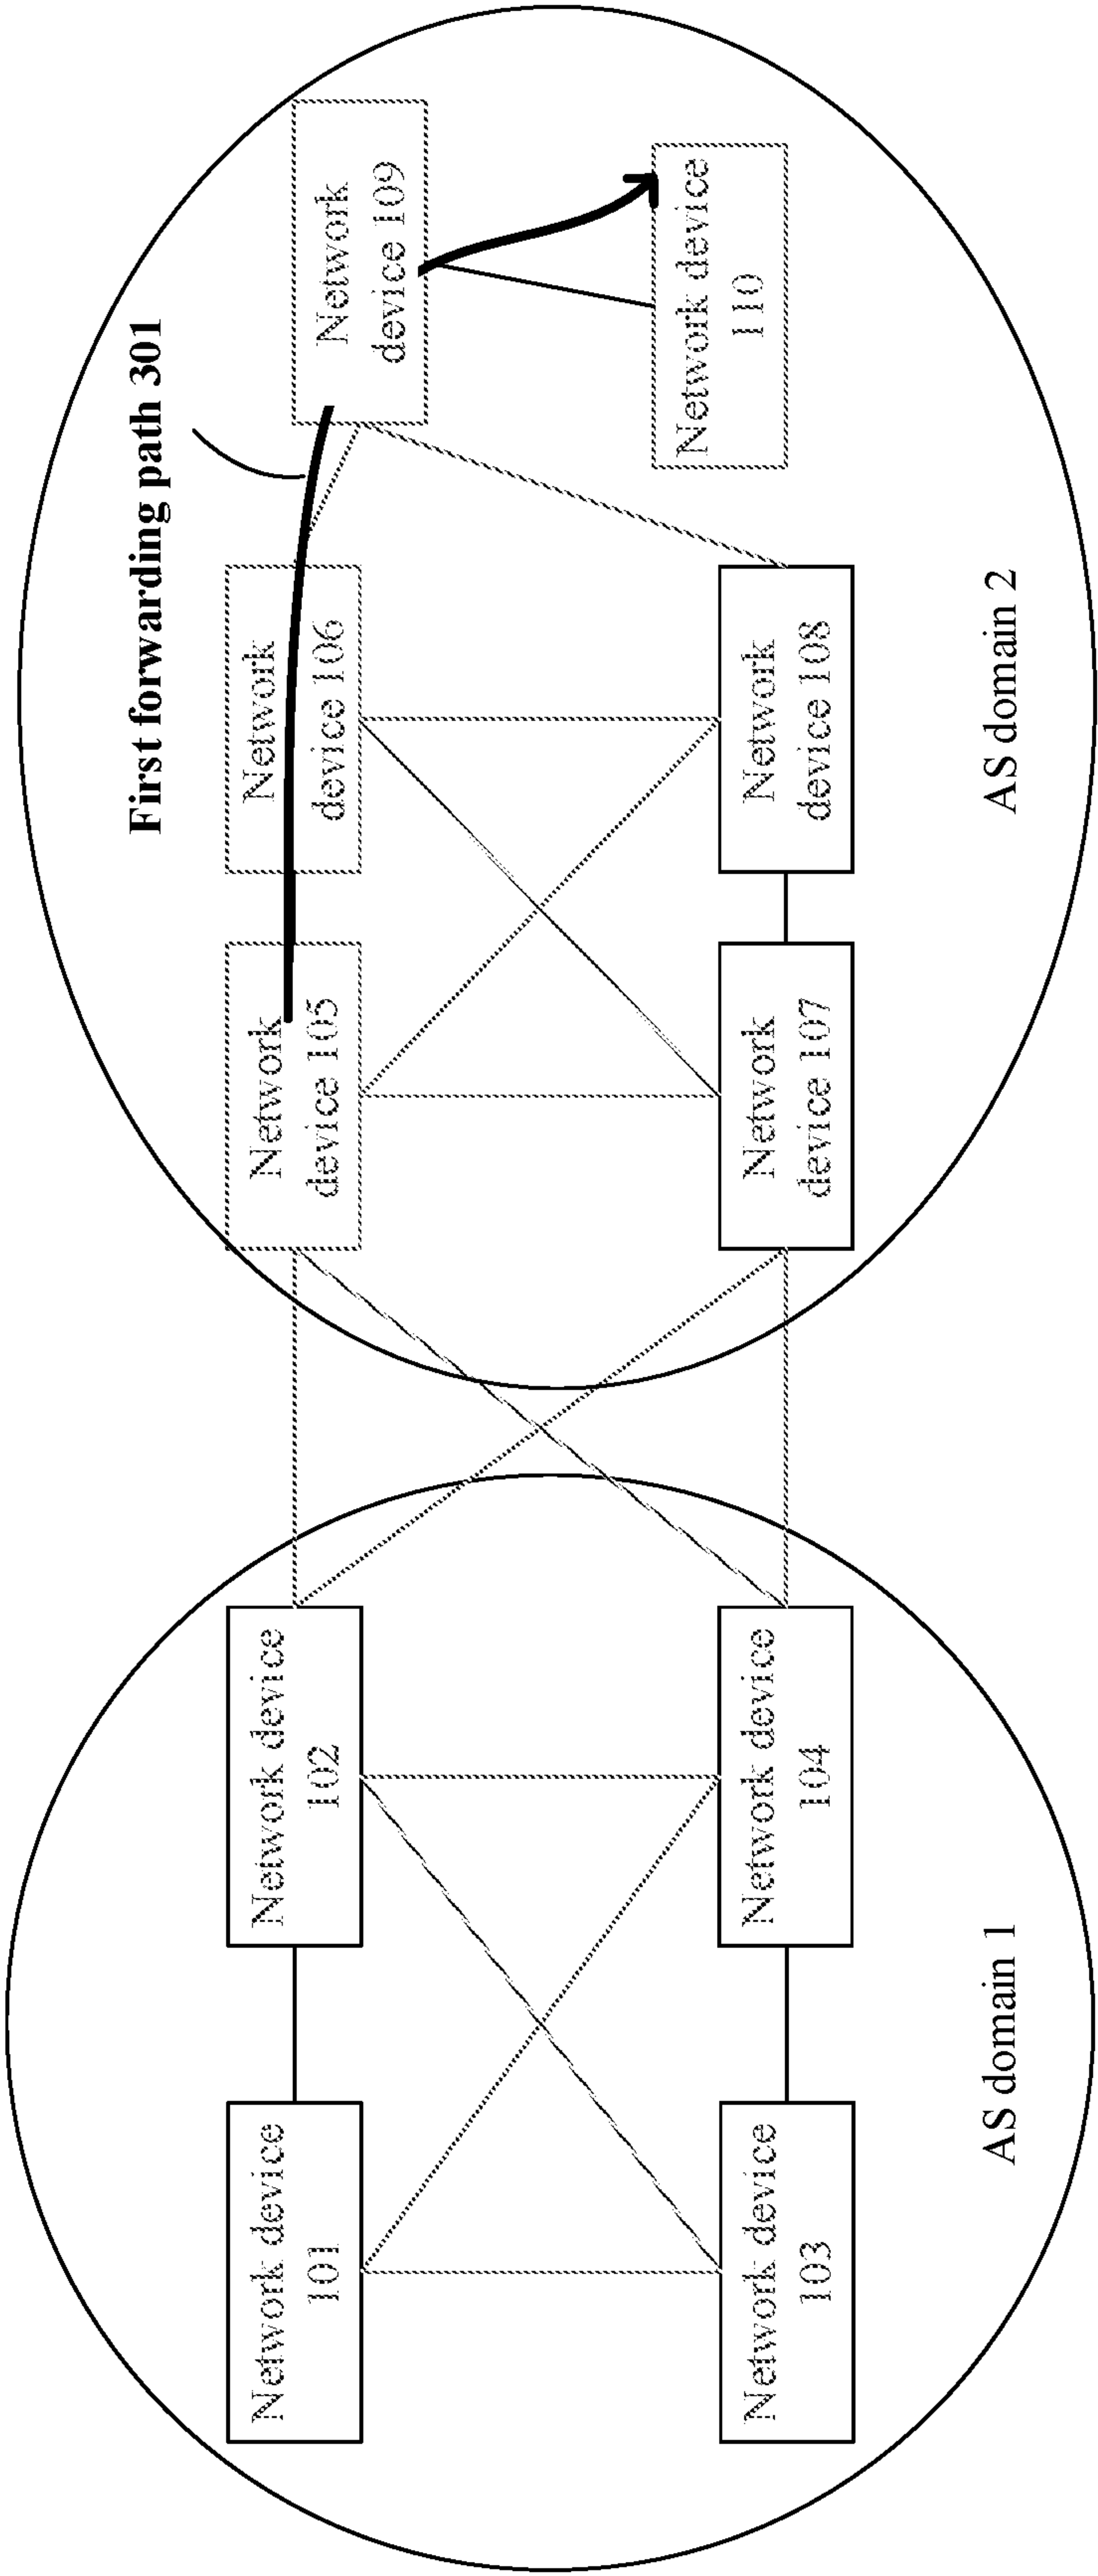 First forwarding path 301
Network device
101
Network device
102
Network
device 105
Network
device 106
Network
device 109
Network device
103
Network device
104
Network
device 107
Network
device 108
Network device
110
AS domain 1
AS domain 2